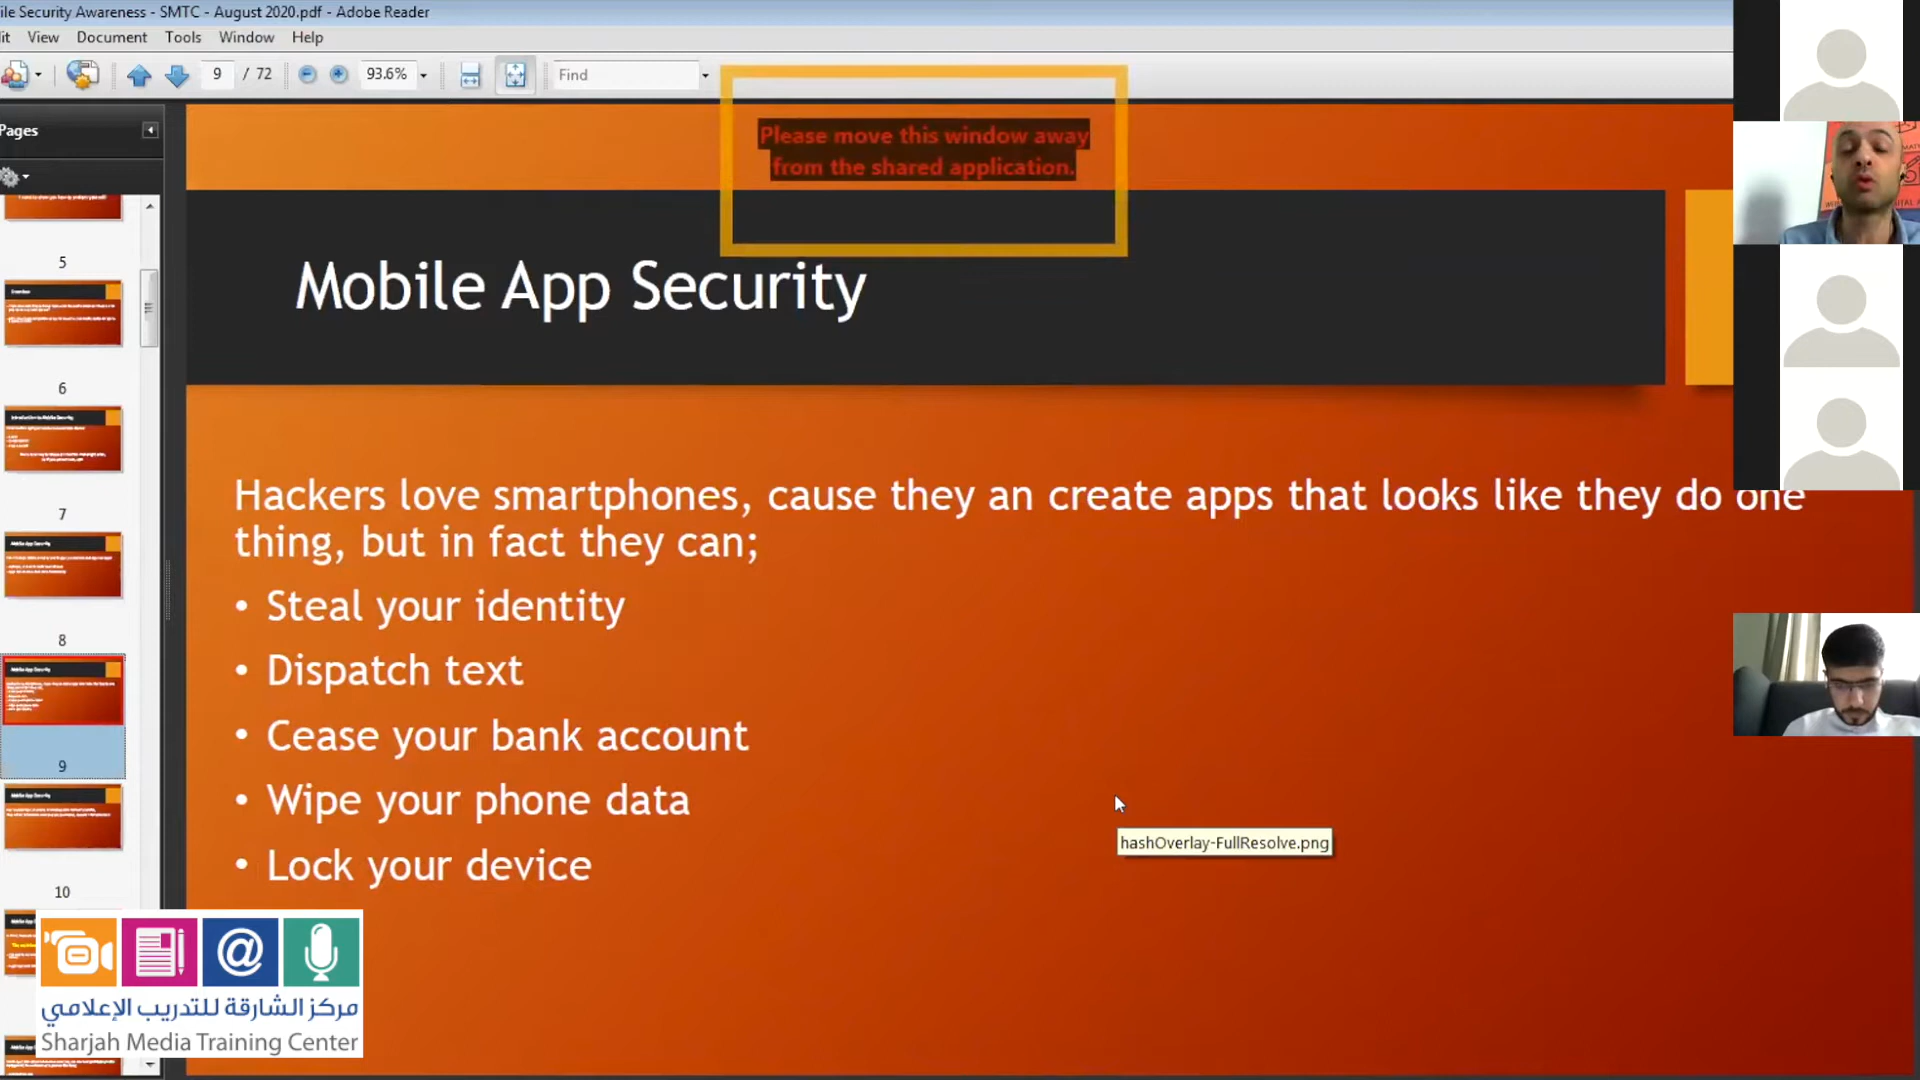 ile Security Awareness - SMTC - August 2020.pdf - Adobe Reader
it View Document Tools Window Help
9 / 72 93.6% Find
Please move this window away
from the shared application.
Pages
5
6
7
8
9
10
Mobile App Security
Hackers love smartphones, cause they an create apps that looks like they do one
thing, but in fact they can;
• Steal your identity
• Dispatch text
• Cease your bank account
• Wipe your phone data
• Lock your device
hashOverlay-FullResolve.png
@
مركز الشارقة للتدريب الإعلامي
Sharjah Media Training Center